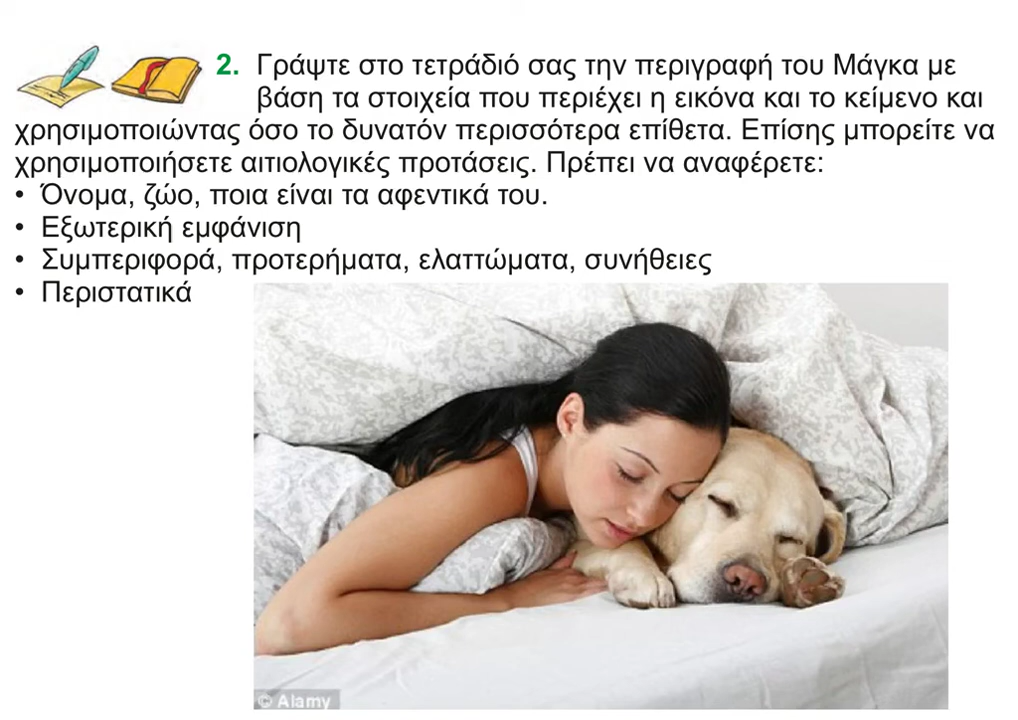 2. Γράψτε στο τετράδιό σας την περιγραφή του Μάγκα με
βάση τα στοιχεία που περιέχει η εικόνα και το κείμενο και
χρησιμοποιώντας όσο το δυνατόν περισσότερα επίθετα. Επίσης μπορείτε να
χρησιμοποιήσετε αιτιολογικές προτάσεις. Πρέπει να αναφέρετε:
• Όνομα, ζώο, ποια είναι τα αφεντικά του.
• Εξωτερική εμφάνιση
• Συμπεριφορά, προτερήματα, ελαττώματα, συνήθειες
• Περιστατικά
© Alamy